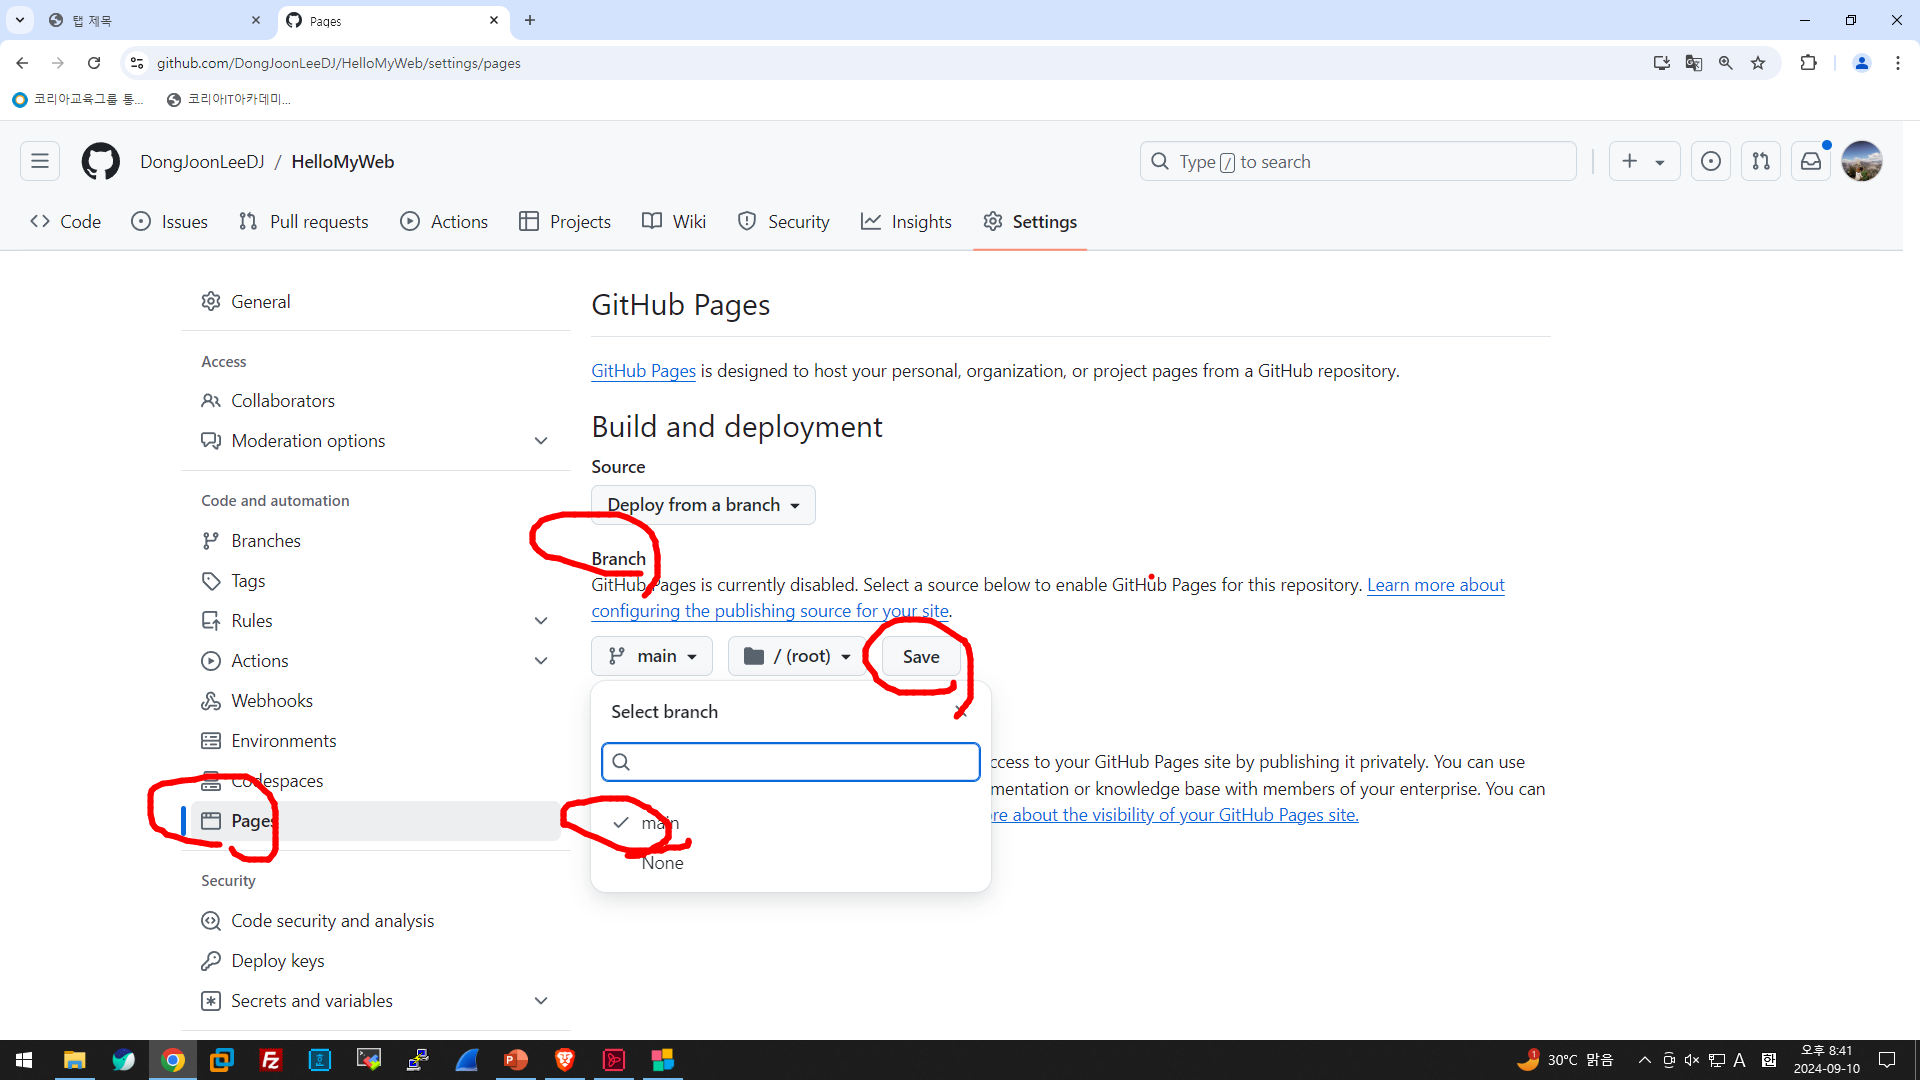 탭 제목
Pages
github.com/DongJoonLeeDJ/HelloMyWeb/settings/pages
코리아교육그룹 통...
코리아IT아카데미...
DongJoonLeeDJ / HelloMyWeb
Type / to search
Code
Issues
Pull requests
Actions
Projects
Wiki
Security
Insights
Settings
General
Access
Collaborators
Moderation options
Code and automation
Branches
Tags
Rules
Actions
Webhooks
Environments
Codespaces
Pages
Security
Code security and analysis
Deploy keys
Secrets and variables
GitHub Pages
GitHub Pages is designed to host your personal, organization, or project pages from a GitHub repository.
Build and deployment
Source
Deploy from a branch
Branch
GitHub Pages is currently disabled. Select a source below to enable GitHub Pages for this repository. Learn more about
configuring the publishing source for your site.
main
/ (root)
Save
Select branch
main
None
ccess to your GitHub Pages site by publishing it privately. You can use
mentation or knowledge base with members of your enterprise. You can
re about the visibility of your GitHub Pages site.
1
30°C 맑음
A
한
오후 8:41
2024-09-10